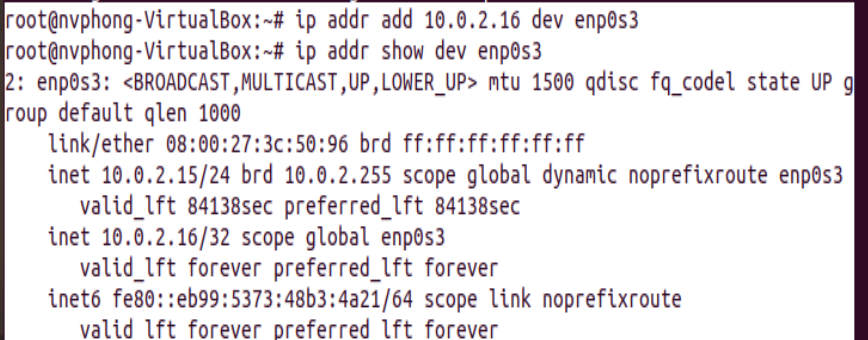 root@nvphong-VirtualBox:~# ip addr add 10.0.2.16 dev enp0s3
root@nvphong-VirtualBox:~# ip addr show dev enp0s3
2: enp0s3: <BROADCAST,MULTICAST,UP,LOWER_UP> mtu 1500 qdisc fq_codel state UP g
roup default qlen 1000
    link/ether 08:00:27:3c:50:96 brd ff:ff:ff:ff:ff:ff
    inet 10.0.2.15/24 brd 10.0.2.255 scope global dynamic noprefixroute enp0s3
       valid_lft 84138sec preferred_lft 84138sec
    inet 10.0.2.16/32 scope global enp0s3
       valid_lft forever preferred_lft forever
    inet6 fe80::eb99:5373:48b3:4a21/64 scope link noprefixroute
       valid_lft forever preferred_lft forever